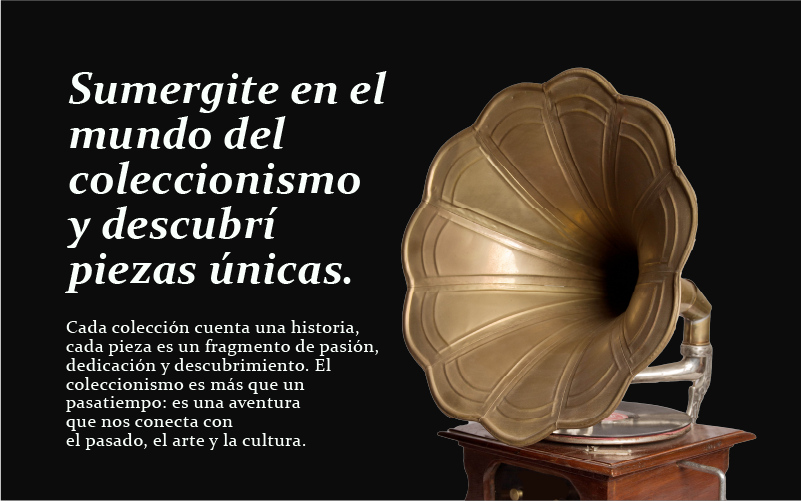 Sumergite en el
mundo del
coleccionismo
y descubrí
piezas únicas.
Cada colección cuenta una historia,
cada pieza es un fragmento de pasión,
dedicación y descubrimiento. El
coleccionismo es más que un
pasatiempo: es una aventura
que nos conecta con
el pasado, el arte y la cultura.